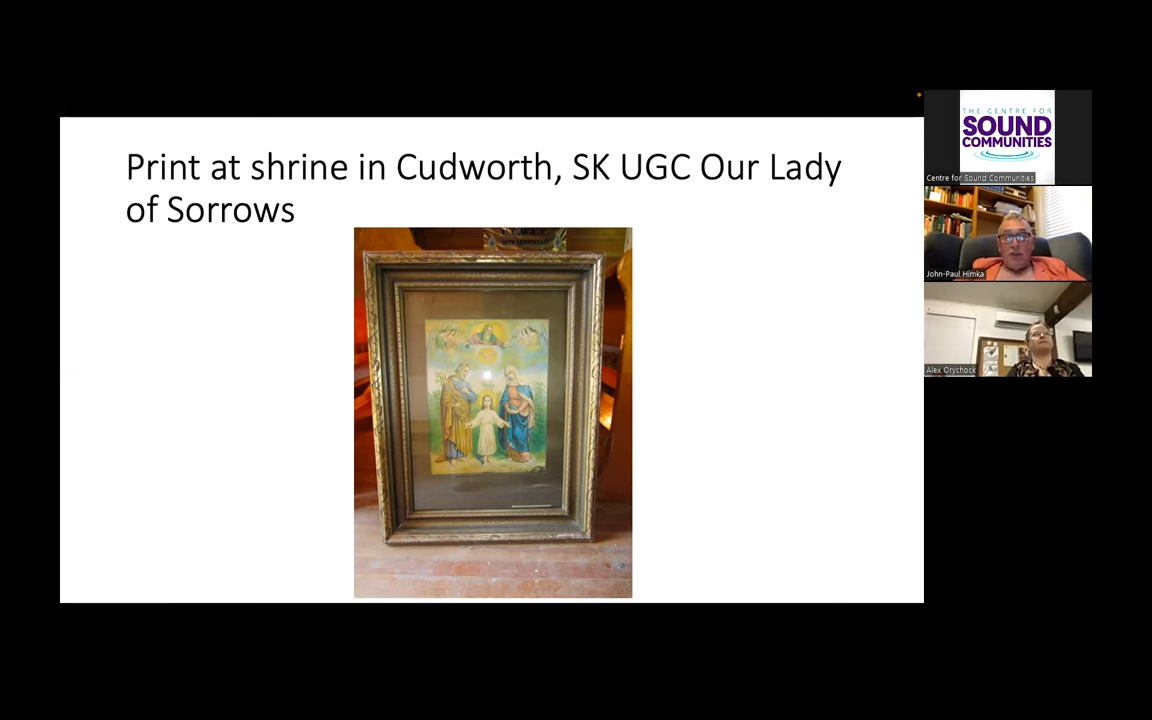 Print at shrine in Cudworth, SK UGC Our Lady
of Sorrows
THE CENTRE FOR
SOUND
COMMUNITIES
Centre for Sound Communities
John-Paul Himka
Alex Orychock